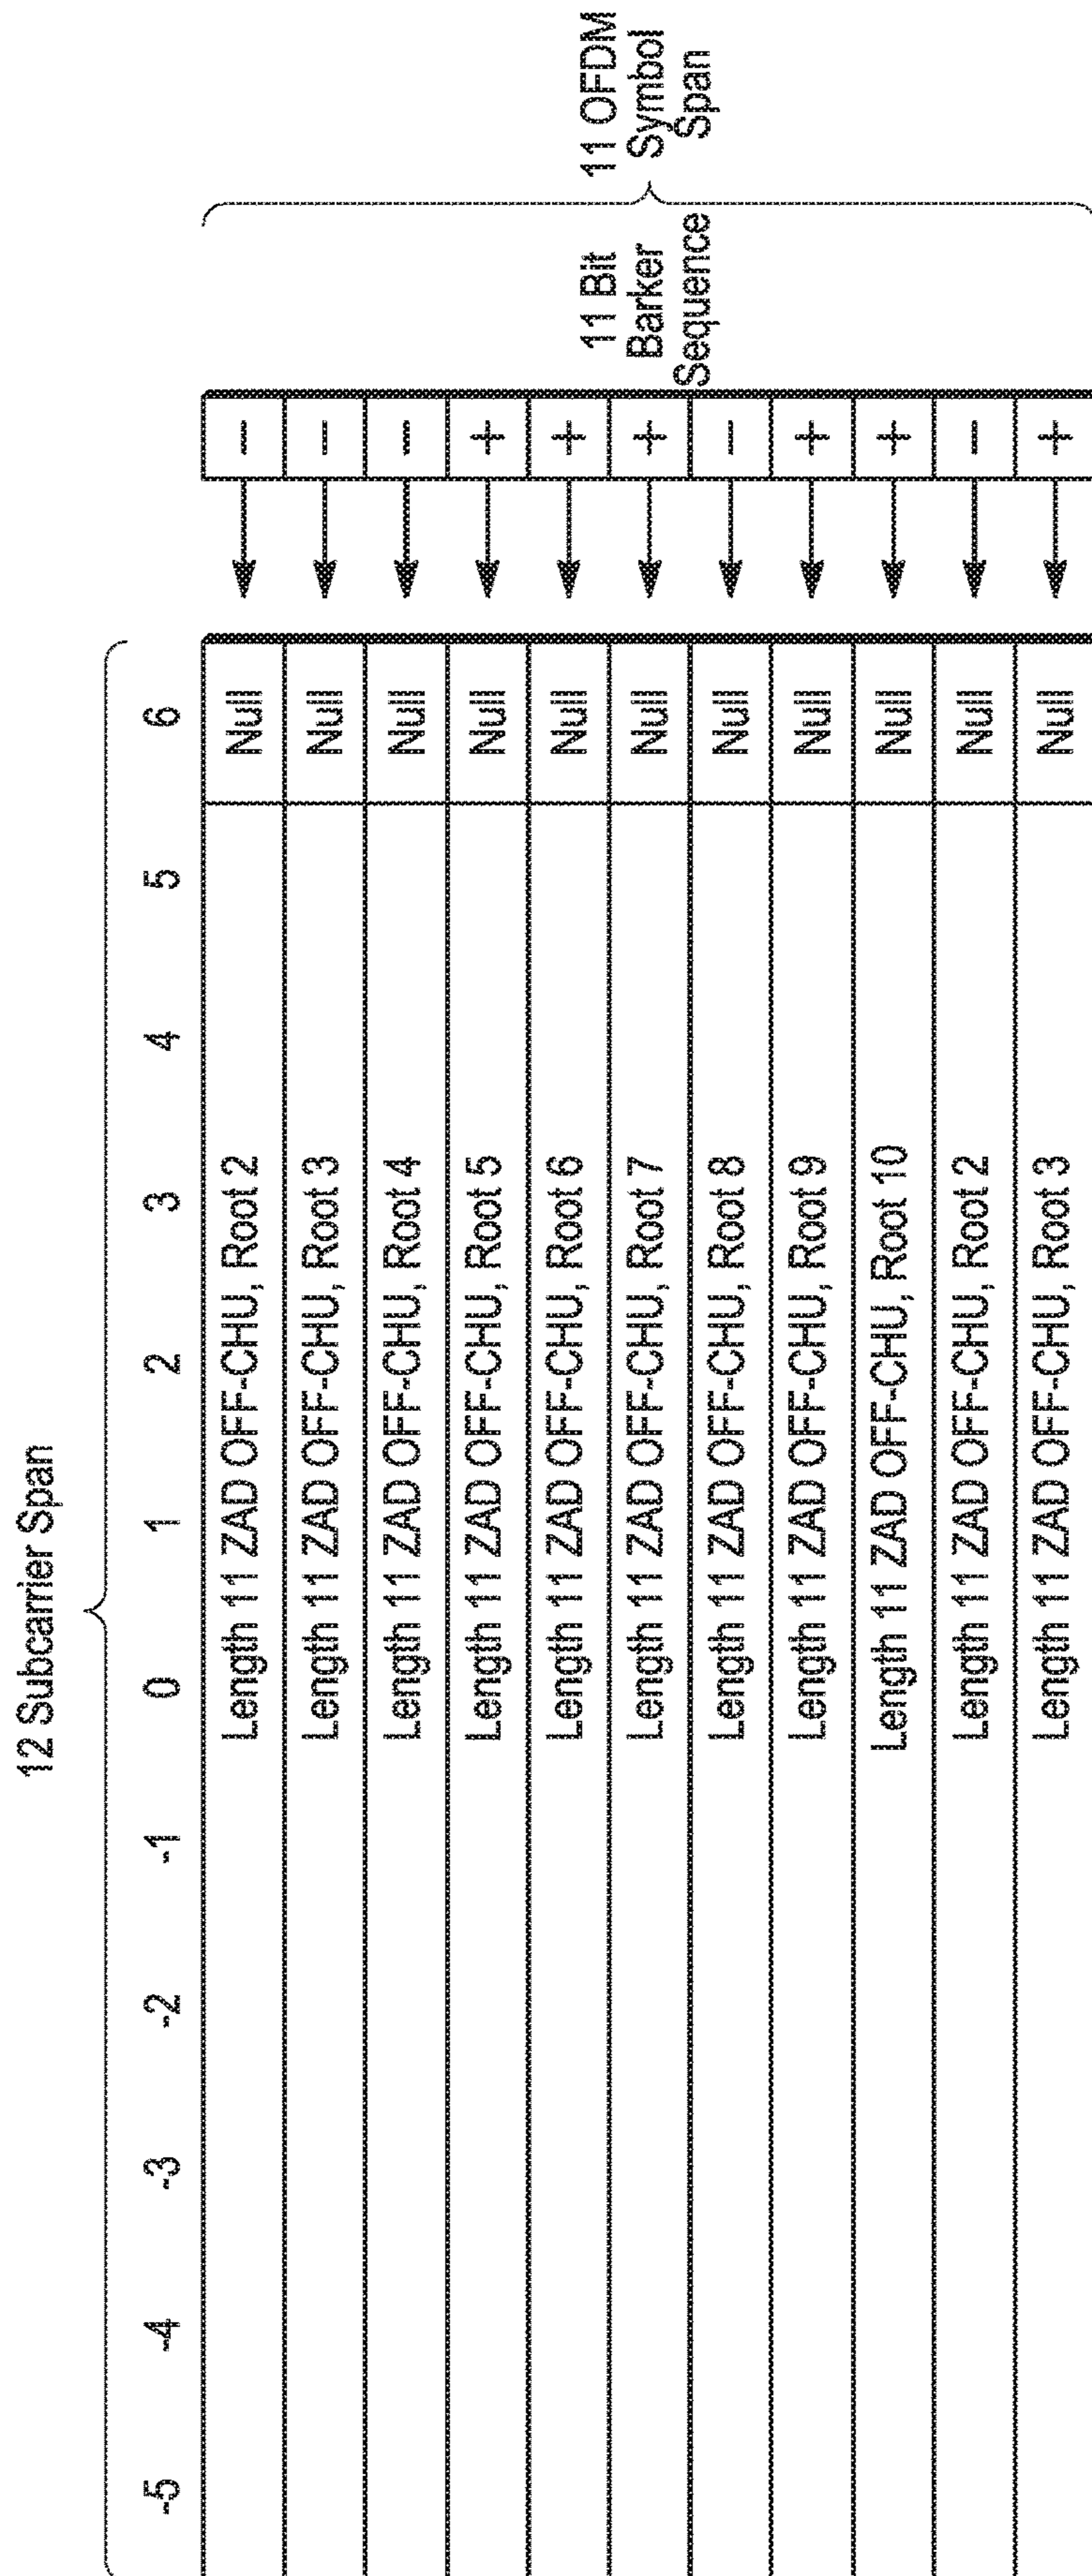 12 Subcarrier Span
-5 -4 -3 -2 -1 0 1 2 3 4 5 6
Length 11 ZAD OFF-CHU, Root 2 Null −
Length 11 ZAD OFF-CHU, Root 3 Null −
Length 11 ZAD OFF-CHU, Root 4 Null −
Length 11 ZAD OFF-CHU, Root 5 Null +
Length 11 ZAD OFF-CHU, Root 6 Null +
Length 11 ZAD OFF-CHU, Root 7 Null +
Length 11 ZAD OFF-CHU, Root 8 Null −
Length 11 ZAD OFF-CHU, Root 9 Null +
Length 11 ZAD OFF-CHU, Root 10 Null +
Length 11 ZAD OFF-CHU, Root 2 Null −
Length 11 ZAD OFF-CHU, Root 3 Null +
11 Bit
Barker
Sequence
11 OFDM
Symbol
Span